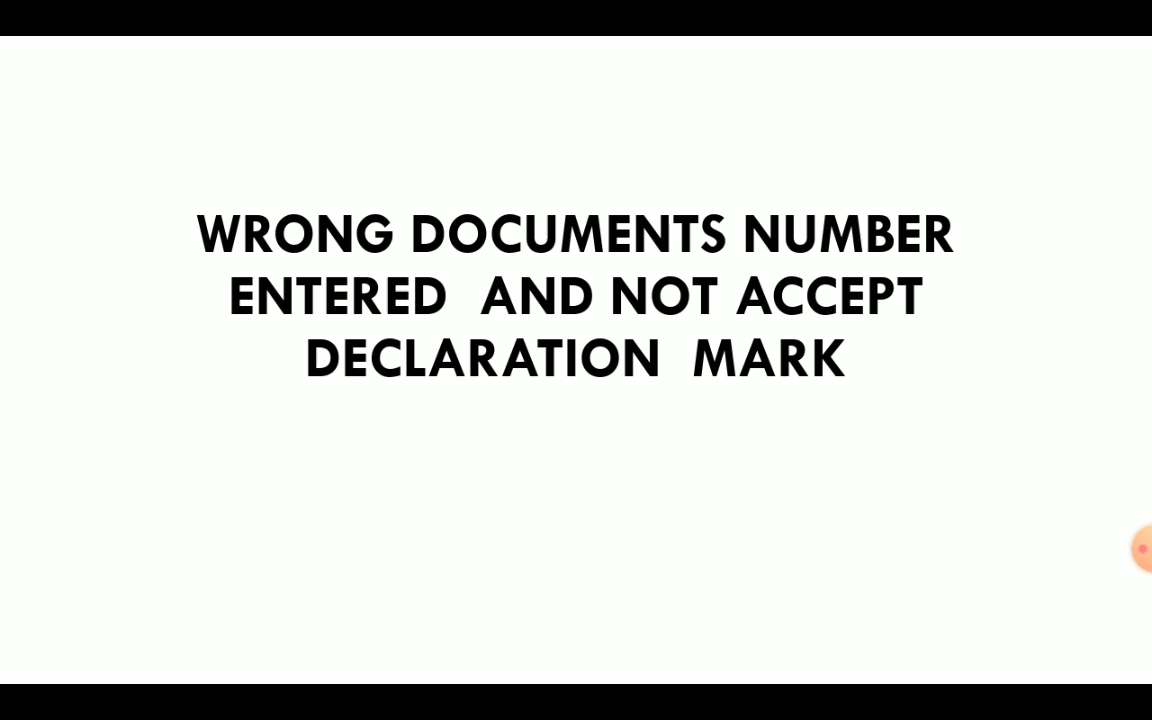 WRONG DOCUMENTS NUMBER
ENTERED AND NOT ACCEPT
DECLARATION MARK